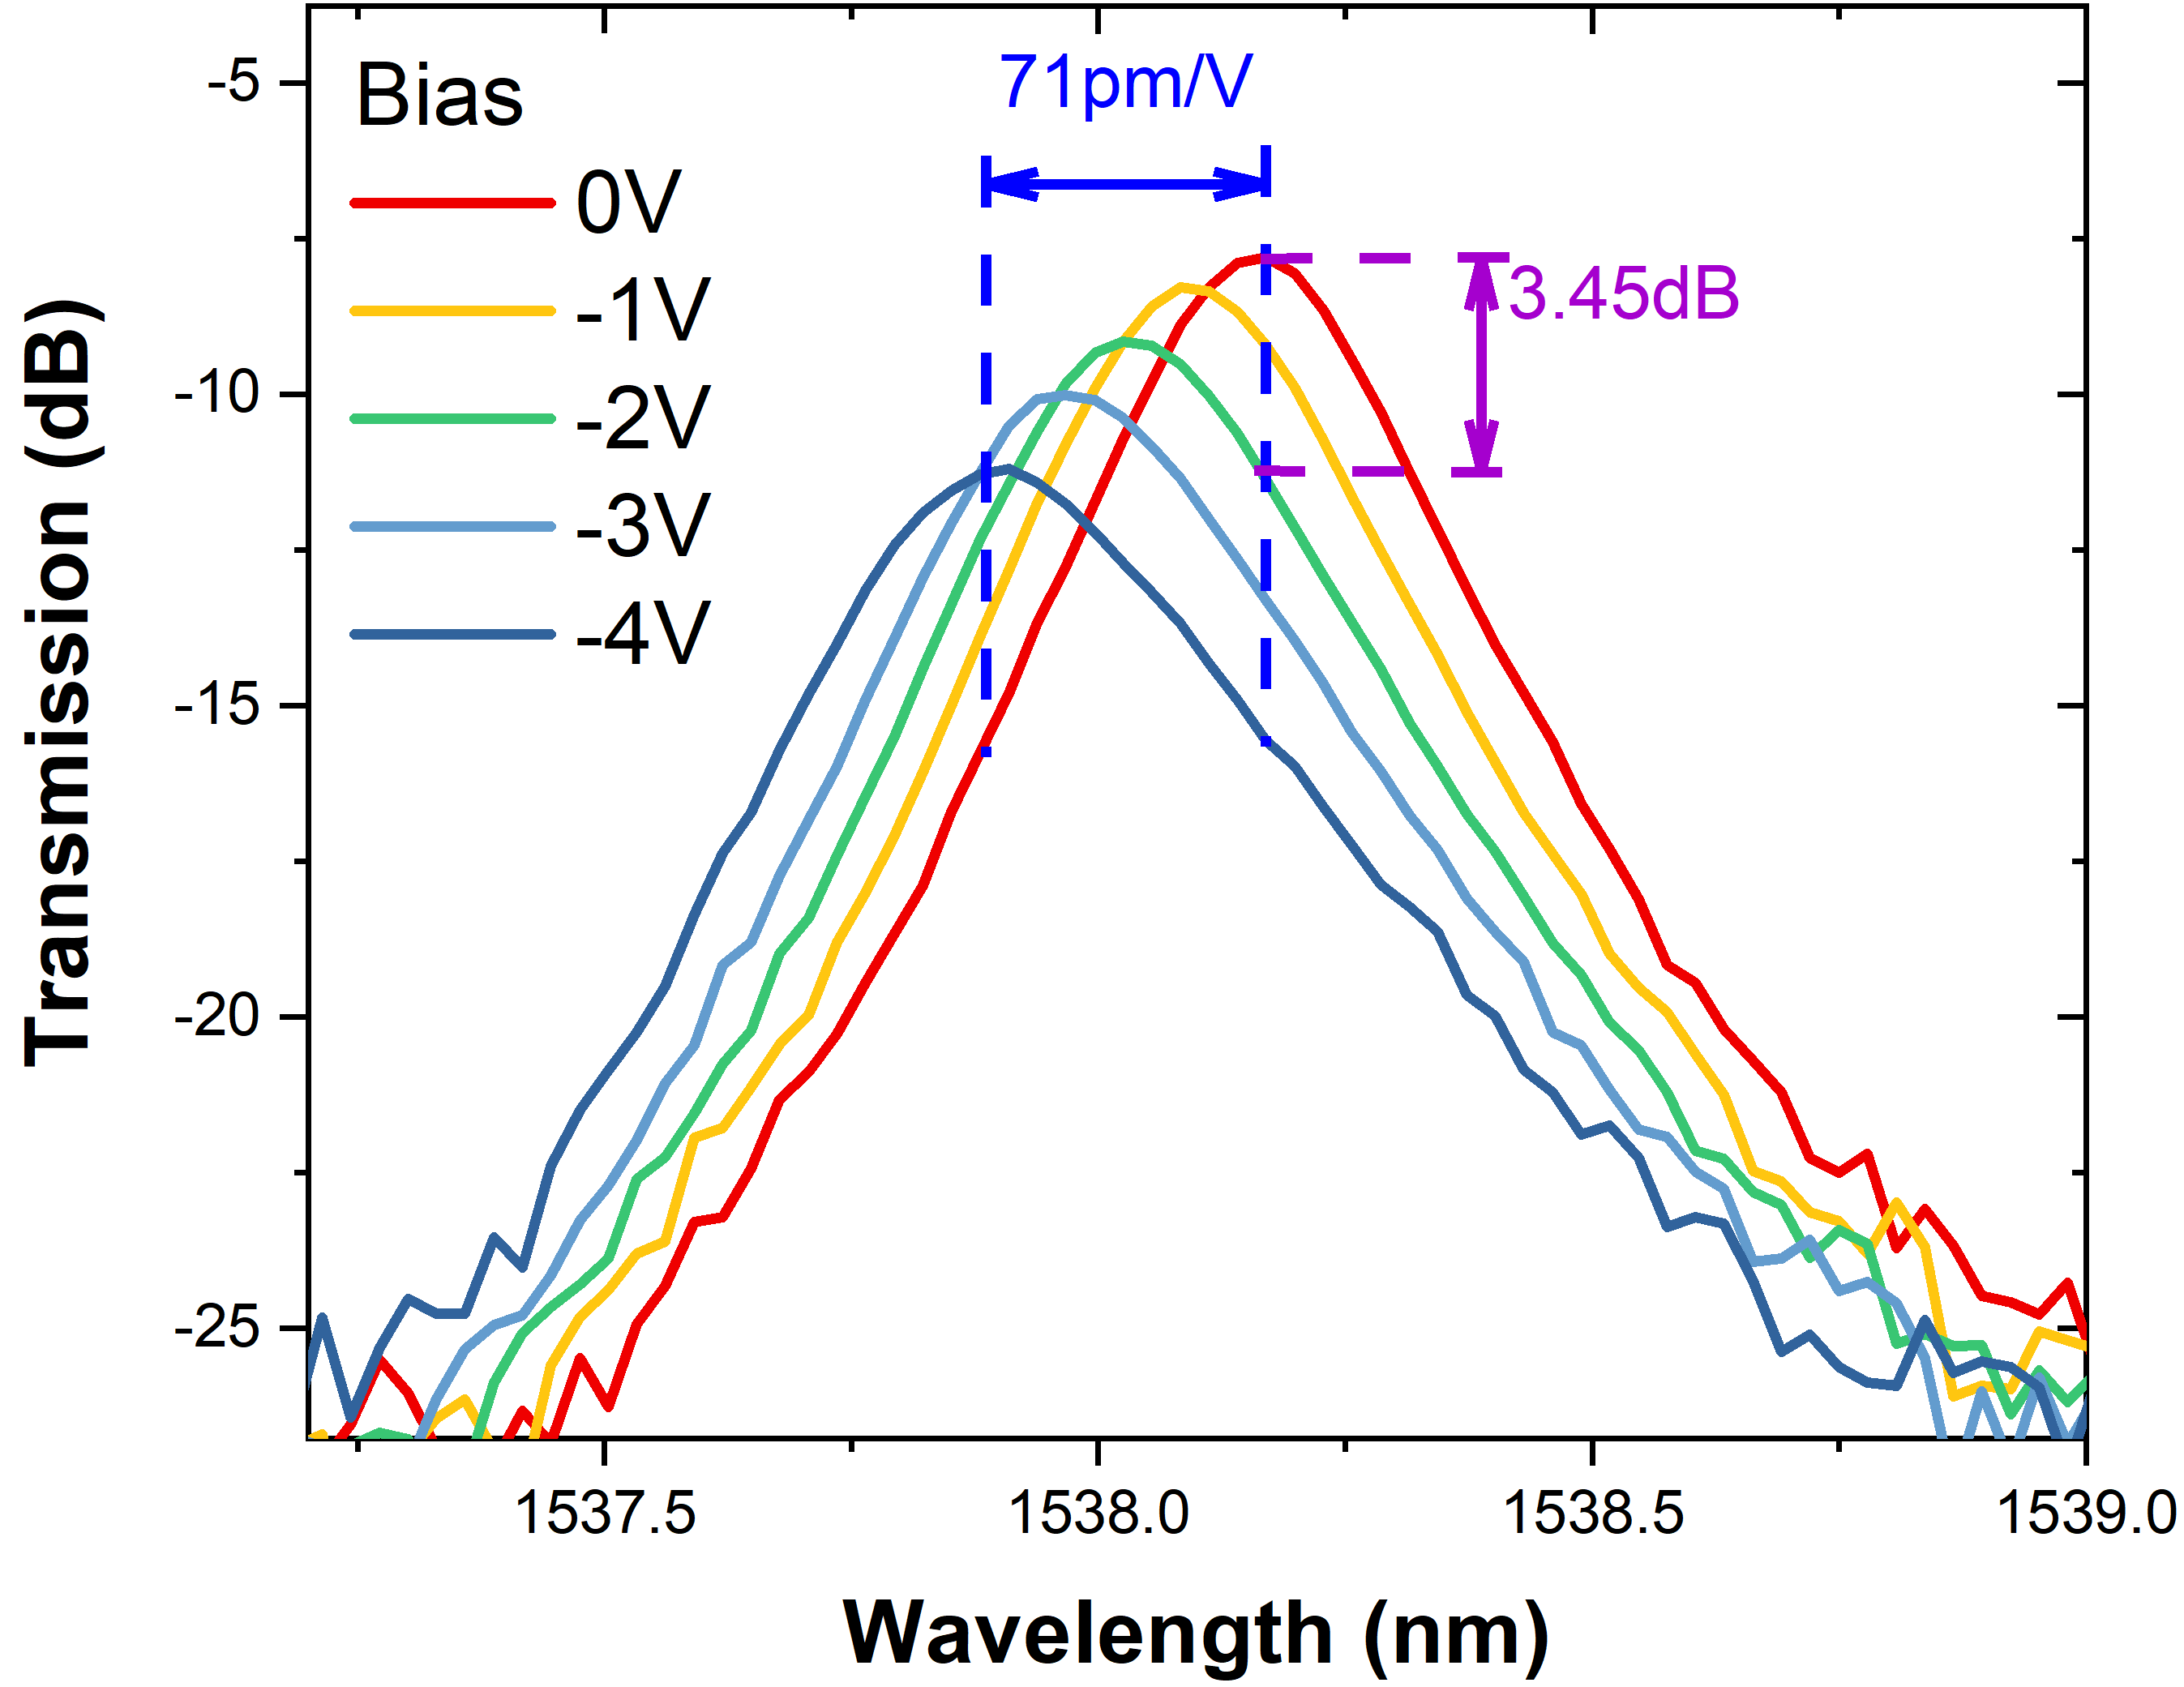 71pm/V
-5
Bias
0V
3.45dB
-1V
-10
-2V
-3V
-4V
-15
-20
-25
Transmission (dB)
1537.5
1538.0
1538.5
1539.0
Wavelength (nm)